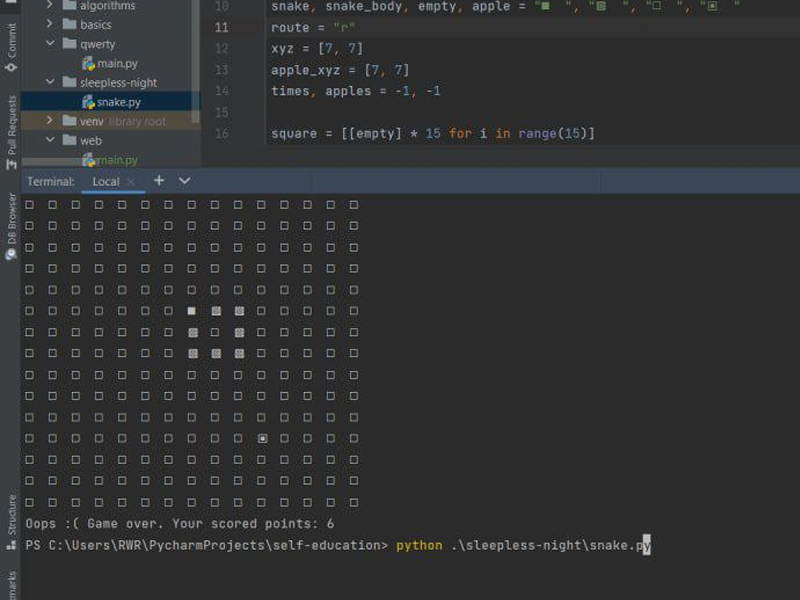 algorithms
basics
qwerty
main.py
sleepless-night
snake.py
venv library root
web
main.py
Commit
Pull Requests
DB Browser
Structure
10 snake, snake_body, empty, apple = "■  ", "▨  ", "□  ", "▣  "
11 route = "r"
12 xyz = [7, 7]
13 apple_xyz = [7, 7]
14 times, apples = -1, -1
15
16 square = [[empty] * 15 for i in range(15)]
Terminal: Local × +
□ □ □ □ □ □ □ □ □ □ □ □ □ □ □
□ □ □ □ □ □ □ □ □ □ □ □ □ □ □
□ □ □ □ □ □ □ □ □ □ □ □ □ □ □
□ □ □ □ □ □ □ □ □ □ □ □ □ □ □
□ □ □ □ □ □ □ □ □ □ □ □ □ □ □
□ □ □ □ □ □ □ ■ ▨ ▨ □ □ □ □ □
□ □ □ □ □ □ □ ▨ □ ▨ □ □ □ □ □
□ □ □ □ □ □ □ ▨ ▨ ▨ □ □ □ □ □
□ □ □ □ □ □ □ □ □ □ □ □ □ □ □
□ □ □ □ □ □ □ □ □ □ □ □ □ □ □
□ □ □ □ □ □ □ □ □ □ □ □ □ □ □
□ □ □ □ □ □ □ □ □ □ ▣ □ □ □ □
□ □ □ □ □ □ □ □ □ □ □ □ □ □ □
□ □ □ □ □ □ □ □ □ □ □ □ □ □ □
□ □ □ □ □ □ □ □ □ □ □ □ □ □ □
Oops :( Game over. Your scored points: 6
PS C:\Users\RWR\PycharmProjects\self-education> python .\sleepless-night\snake.py